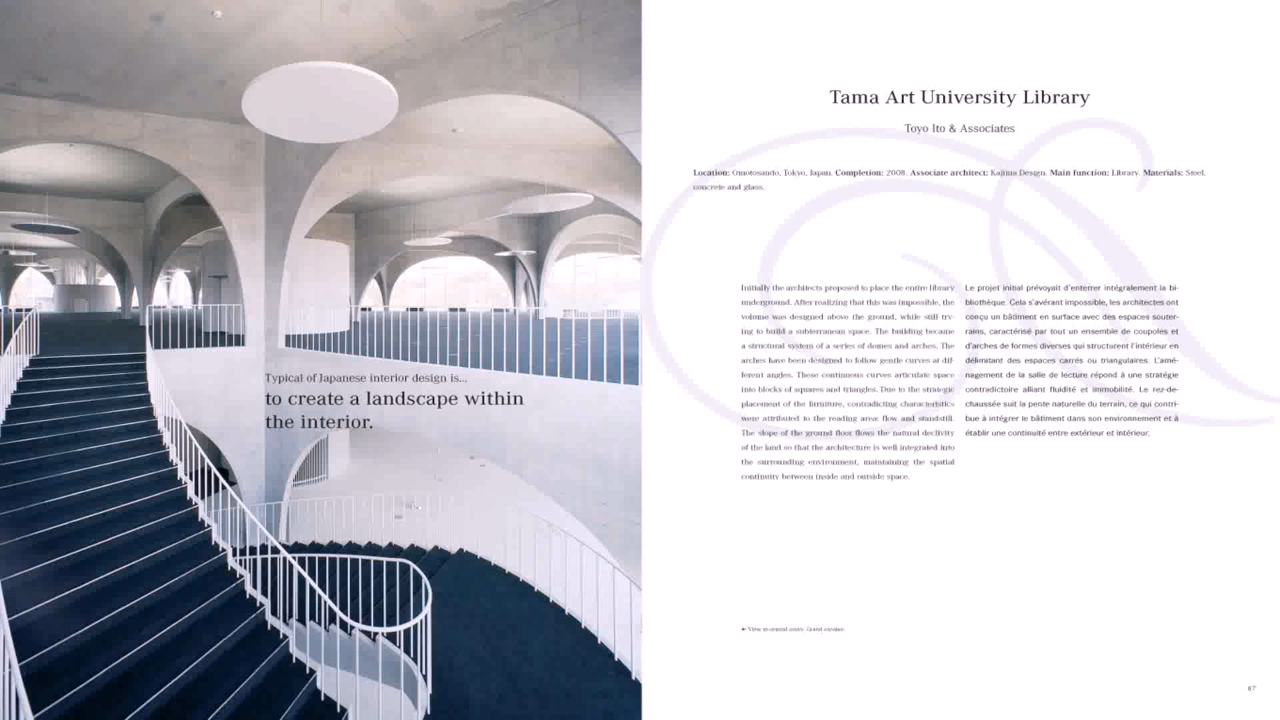 Typical of Japanese interior design is...
to create a landscape within
the interior.
Tama Art University Library
Toyo Ito & Associates
Location: Omotosando, Tokyo, Japan. Completion: 2008. Associate architect: Kajima Design. Main function: Library. Materials: Steel,
concrete and glass.
Initially the architects proposed to place the entire library
underground. After realizing that this was impossible, the
volume was designed above the ground, while still try-
ing to build a subterranean space. The building became
a structural system of a series of domes and arches. The
arches have been designed to follow gentle curves at dif-
ferent angles. These continuous curves articulate space
into blocks of squares and triangles. Due to the strategic
placement of the furniture, contradicting characteristics
were attributed to the reading area: flow and standstill.
The slope of the ground floor flows the natural declivity
of the land so that the architecture is well integrated into
the surrounding environment, maintaining the spatial
continuity between inside and outside space.
Le projet initial prévoyait d'enterrer intégralement la bi-
bliothèque. Cela s'avérant impossible, les architectes ont
conçu un bâtiment en surface avec des espaces souter-
rains, caractérisé par tout un ensemble de coupoles et
d'arches de formes diverses qui structurent l'intérieur en
délimitant des espaces carrés ou triangulaires. L'amé-
nagement de la salle de lecture répond à une stratégie
contradictoire alliant fluidité et immobilité. Le rez-de-
chaussée suit la pente naturelle du terrain, ce qui contri-
bue à intégrer le bâtiment dans son environnement et à
établir une continuité entre extérieur et intérieur.
87